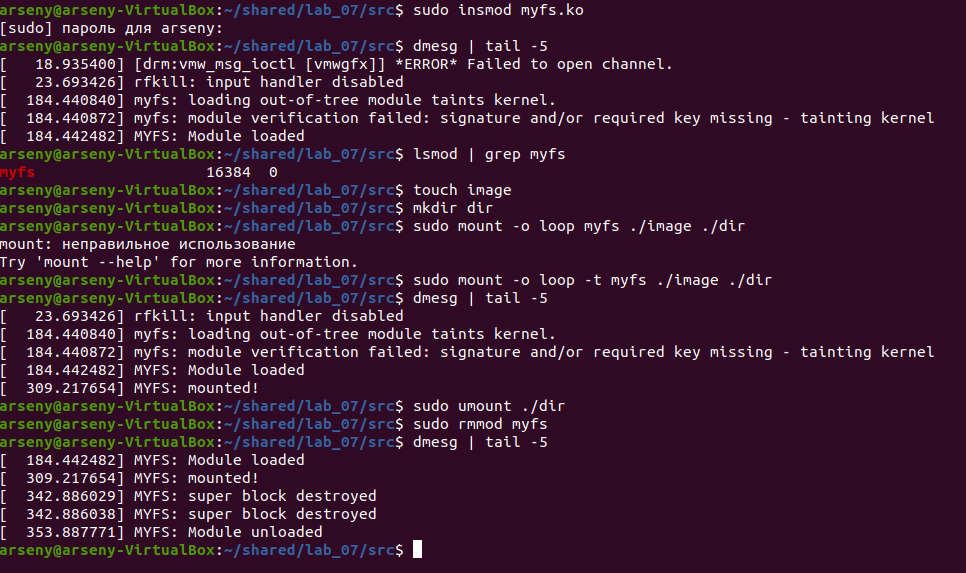 arseny@arseny-VirtualBox:~/shared/lab_07/src$ sudo insmod myfs.ko
[sudo] пароль для arseny:
arseny@arseny-VirtualBox:~/shared/lab_07/src$ dmesg | tail -5
[   18.935400] [drm:vmw_msg_ioctl [vmwgfx]] *ERROR* Failed to open channel.
[   23.693426] rfkill: input handler disabled
[  184.440840] myfs: loading out-of-tree module taints kernel.
[  184.440872] myfs: module verification failed: signature and/or required key missing - tainting kernel
[  184.442482] MYFS: Module loaded
arseny@arseny-VirtualBox:~/shared/lab_07/src$ lsmod | grep myfs
myfs                   16384  0
arseny@arseny-VirtualBox:~/shared/lab_07/src$ touch image
arseny@arseny-VirtualBox:~/shared/lab_07/src$ mkdir dir
arseny@arseny-VirtualBox:~/shared/lab_07/src$ sudo mount -o loop myfs ./image ./dir
mount: неправильное использование
Try 'mount --help' for more information.
arseny@arseny-VirtualBox:~/shared/lab_07/src$ sudo mount -o loop -t myfs ./image ./dir
arseny@arseny-VirtualBox:~/shared/lab_07/src$ dmesg | tail -5
[   23.693426] rfkill: input handler disabled
[  184.440840] myfs: loading out-of-tree module taints kernel.
[  184.440872] myfs: module verification failed: signature and/or required key missing - tainting kernel
[  184.442482] MYFS: Module loaded
[  309.217654] MYFS: mounted!
arseny@arseny-VirtualBox:~/shared/lab_07/src$ sudo umount ./dir
arseny@arseny-VirtualBox:~/shared/lab_07/src$ sudo rmmod myfs
arseny@arseny-VirtualBox:~/shared/lab_07/src$ dmesg | tail -5
[  184.442482] MYFS: Module loaded
[  309.217654] MYFS: mounted!
[  342.886029] MYFS: super block destroyed
[  342.886038] MYFS: super block destroyed
[  353.887771] MYFS: Module unloaded
arseny@arseny-VirtualBox:~/shared/lab_07/src$